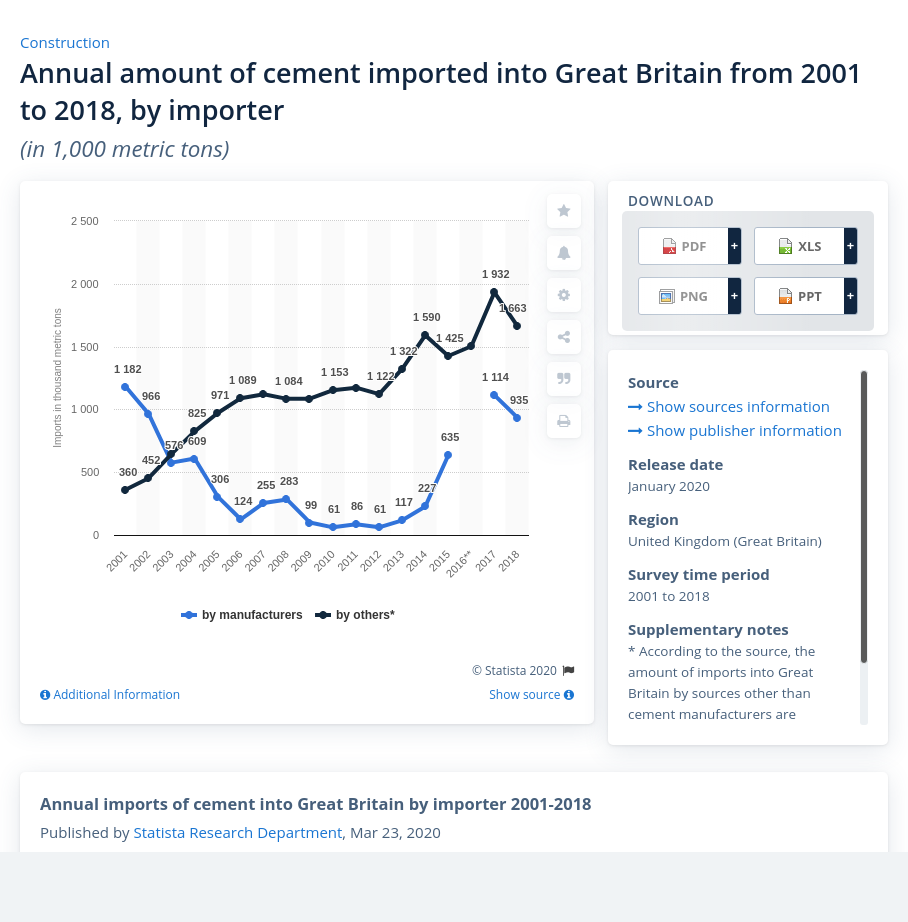 Construction
Annual amount of cement imported into Great Britain from 2001
to 2018, by importer
(in 1,000 metric tons)
Imports in thousand metric tons
2 500
2 000
1 500
1 000
500
0
1 182
966
576
609
306
124
255
283
99
61
86
61
117
227
635
1 114
935
360
452
825
971
1 089
1 084
1 153
1 122
1 322
1 590
1 425
1 932
1 663
2001
2002
2003
2004
2005
2006
2007
2008
2009
2010
2011
2012
2013
2014
2015
2016**
2017
2018
by manufacturers by others*
© Statista 2020
Additional Information Show source
DOWNLOAD
PDF + XLS +
PNG + PPT +
Source
Show sources information
Show publisher information
Release date
January 2020
Region
United Kingdom (Great Britain)
Survey time period
2001 to 2018
Supplementary notes
* According to the source, the
amount of imports into Great
Britain by sources other than
cement manufacturers are
Annual imports of cement into Great Britain by importer 2001-2018
Published by Statista Research Department, Mar 23, 2020